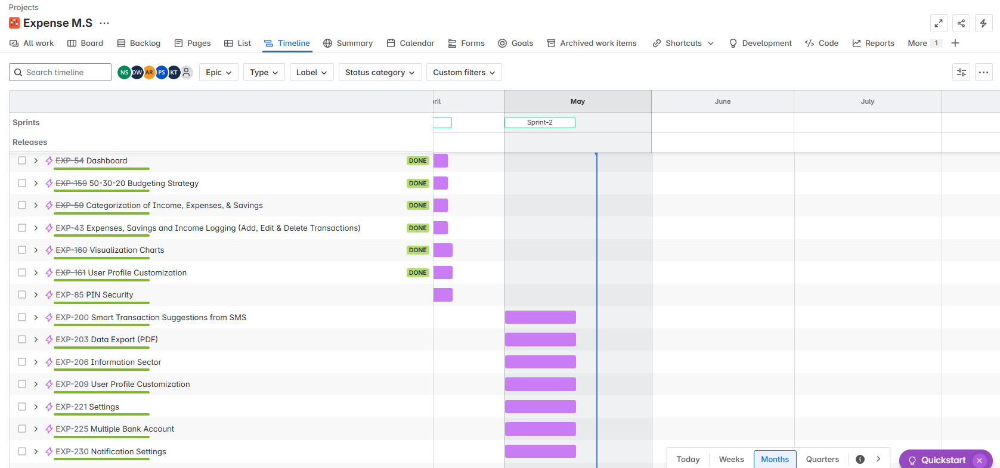 Projects
Expense M.S
All work Board Backlog Pages List Timeline Summary Calendar Forms Goals Archived work items Shortcuts Development Code Reports More 1
Search timeline NS DW AR PS KT Epic Type Label Status category Custom filters
ril May June July
Sprints Sprint-2
Releases
EXP-54 Dashboard DONE
EXP-159 50-30-20 Budgeting Strategy DONE
EXP-59 Categorization of Income, Expenses, & Savings DONE
EXP-43 Expenses, Savings and Income Logging (Add, Edit & Delete Transactions) DONE
EXP-160 Visualization Charts DONE
EXP-161 User Profile Customization DONE
EXP-85 PIN Security
EXP-200 Smart Transaction Suggestions from SMS
EXP-203 Data Export (PDF)
EXP-206 Information Sector
EXP-209 User Profile Customization
EXP-221 Settings
EXP-225 Multiple Bank Account
EXP-230 Notification Settings
Today Weeks Months Quarters Quickstart